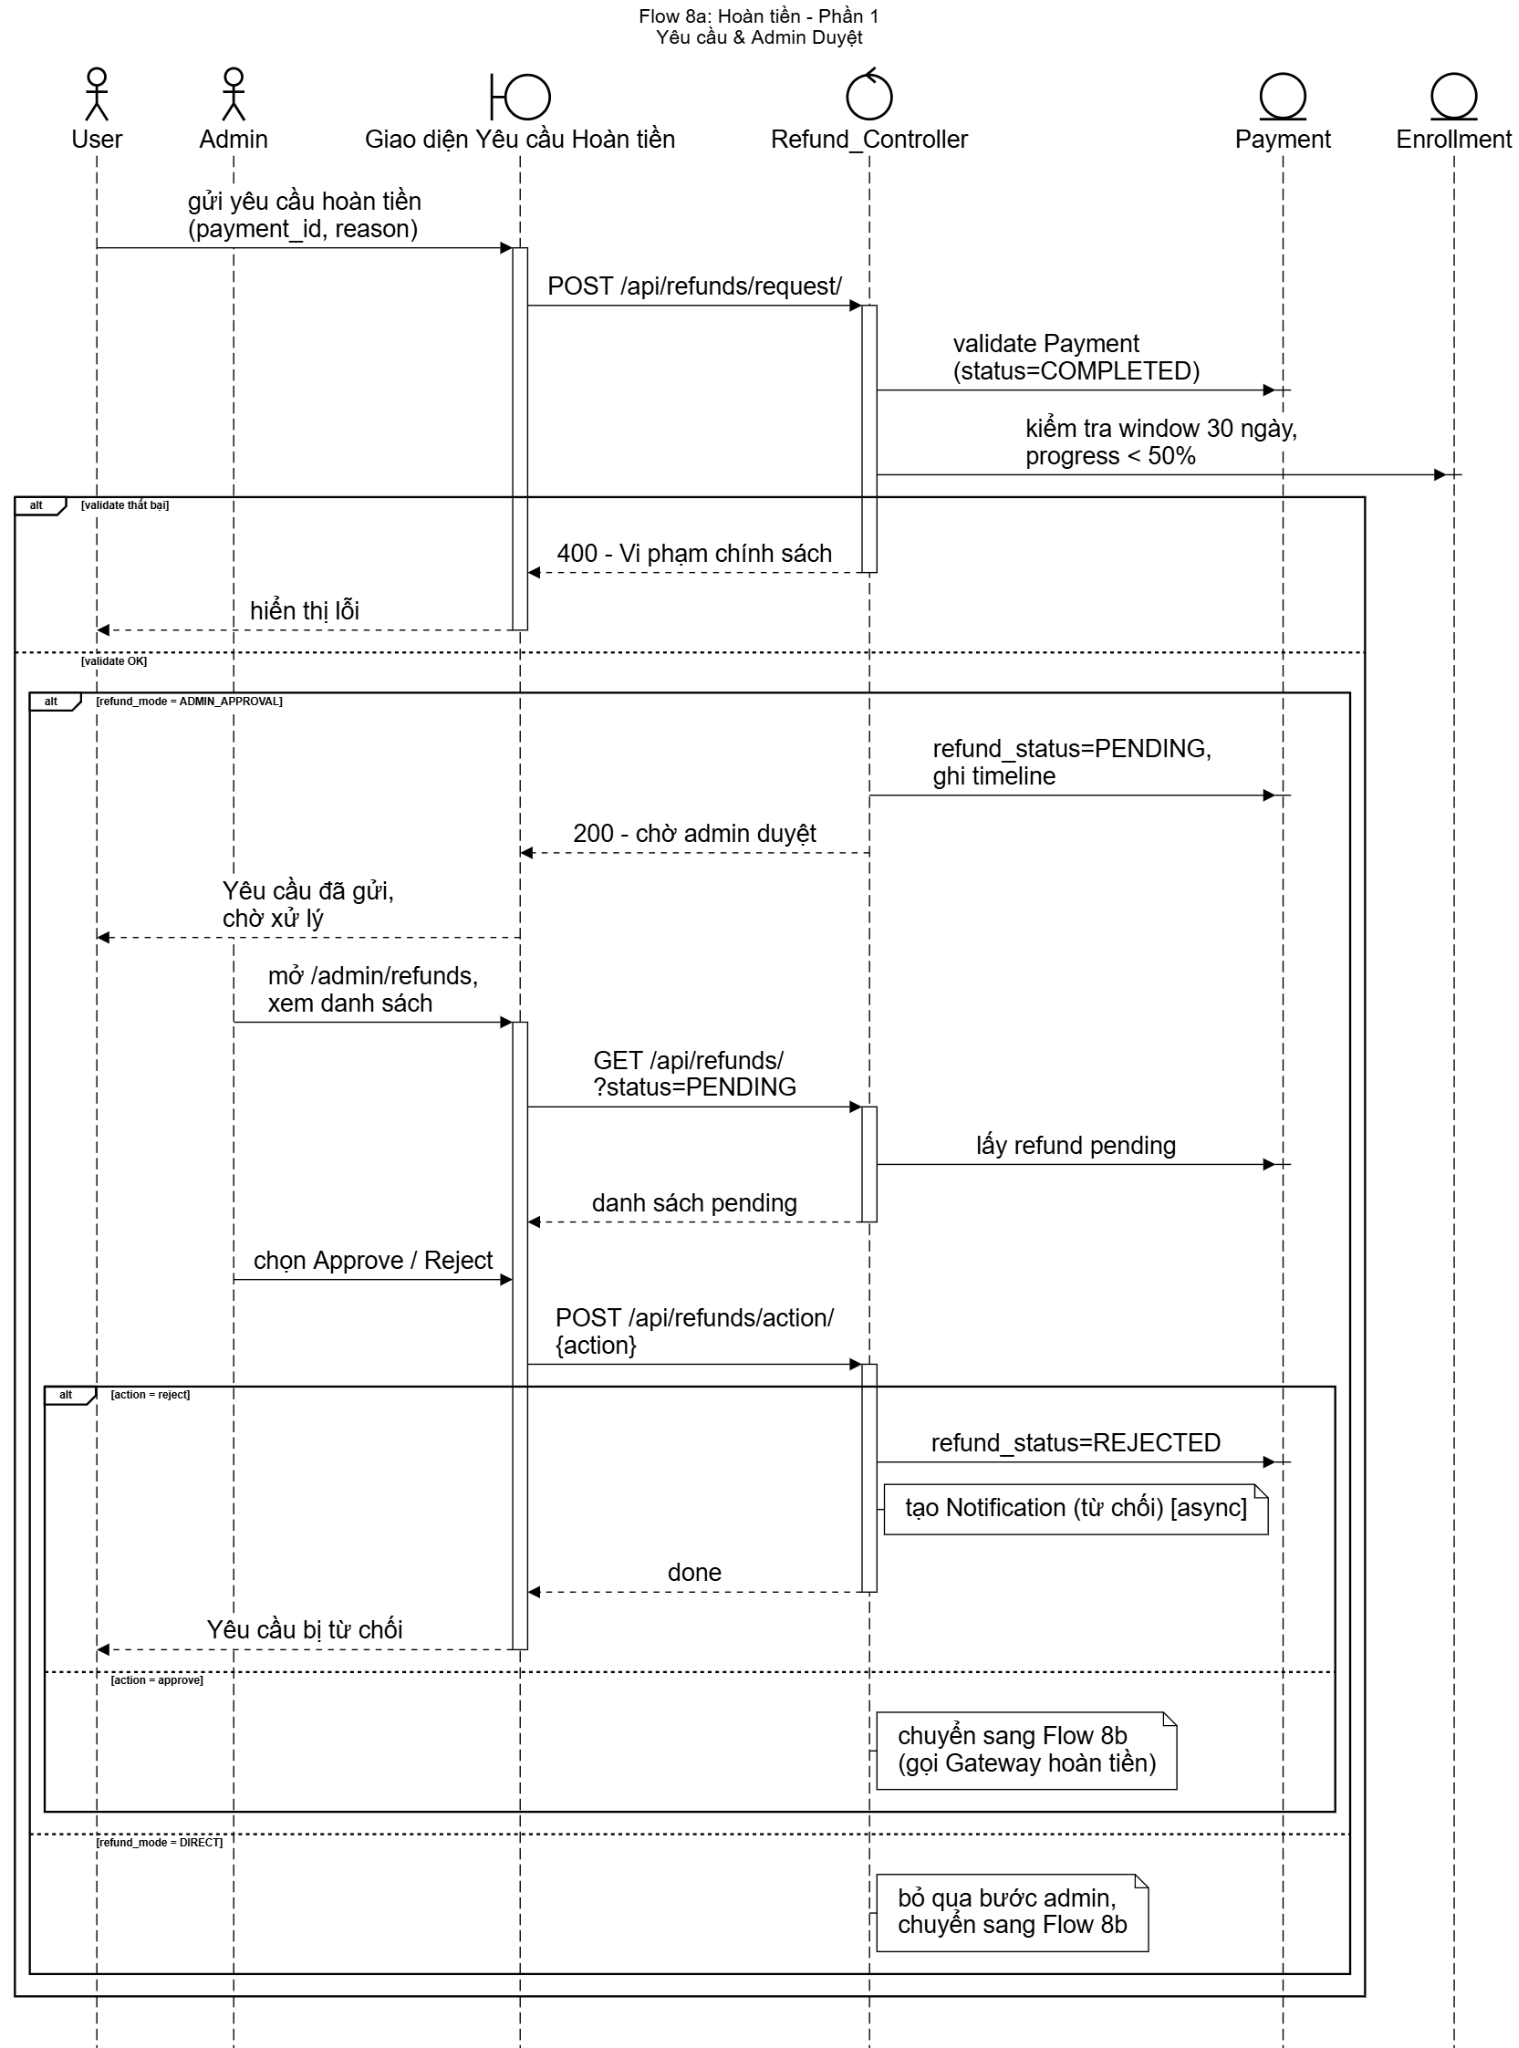 Flow 8a: Hoàn tiền - Phần 1
Yêu cầu & Admin Duyệt
User
Admin
Giao diện Yêu cầu Hoàn tiền
Refund_Controller
Payment
Enrollment
gửi yêu cầu hoàn tiền
(payment_id, reason)
POST /api/refunds/request/
validate Payment
(status=COMPLETED)
kiểm tra window 30 ngày,
progress < 50%
alt
[validate thất bại]
400 - Vi phạm chính sách
hiển thị lỗi
[validate OK]
alt
[refund_mode = ADMIN_APPROVAL]
refund_status=PENDING,
ghi timeline
200 - chờ admin duyệt
Yêu cầu đã gửi,
chờ xử lý
mở /admin/refunds,
xem danh sách
GET /api/refunds/
?status=PENDING
lấy refund pending
danh sách pending
chọn Approve / Reject
POST /api/refunds/action/
{action}
alt
[action = reject]
refund_status=REJECTED
tạo Notification (từ chối) [async]
done
Yêu cầu bị từ chối
[action = approve]
chuyển sang Flow 8b
(gọi Gateway hoàn tiền)
[refund_mode = DIRECT]
bỏ qua bước admin,
chuyển sang Flow 8b